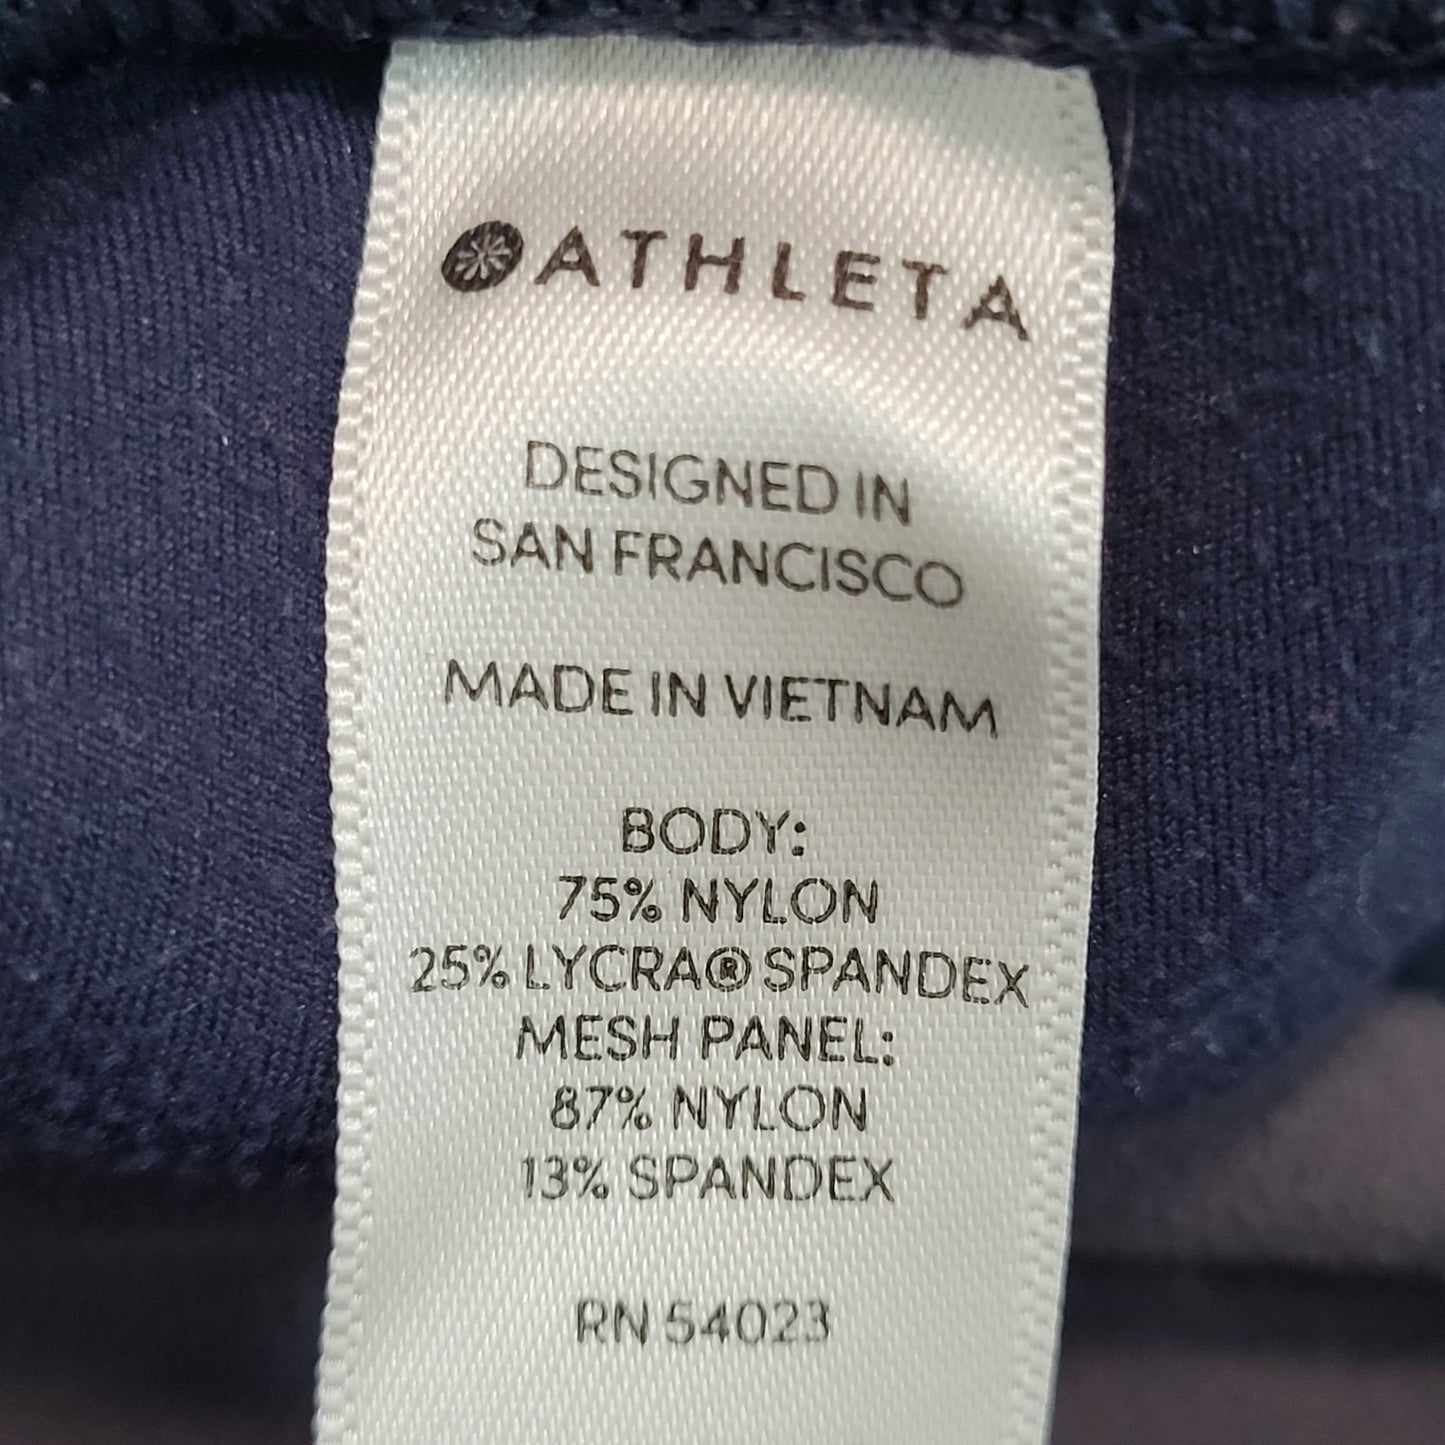 ATHLETA
DESIGNED IN
SAN FRANCISCO
MADE IN VIETNAM
BODY:
75% NYLON
25% LYCRA® SPANDEX
MESH PANEL:
87% NYLON
13% SPANDEX
RN 54023